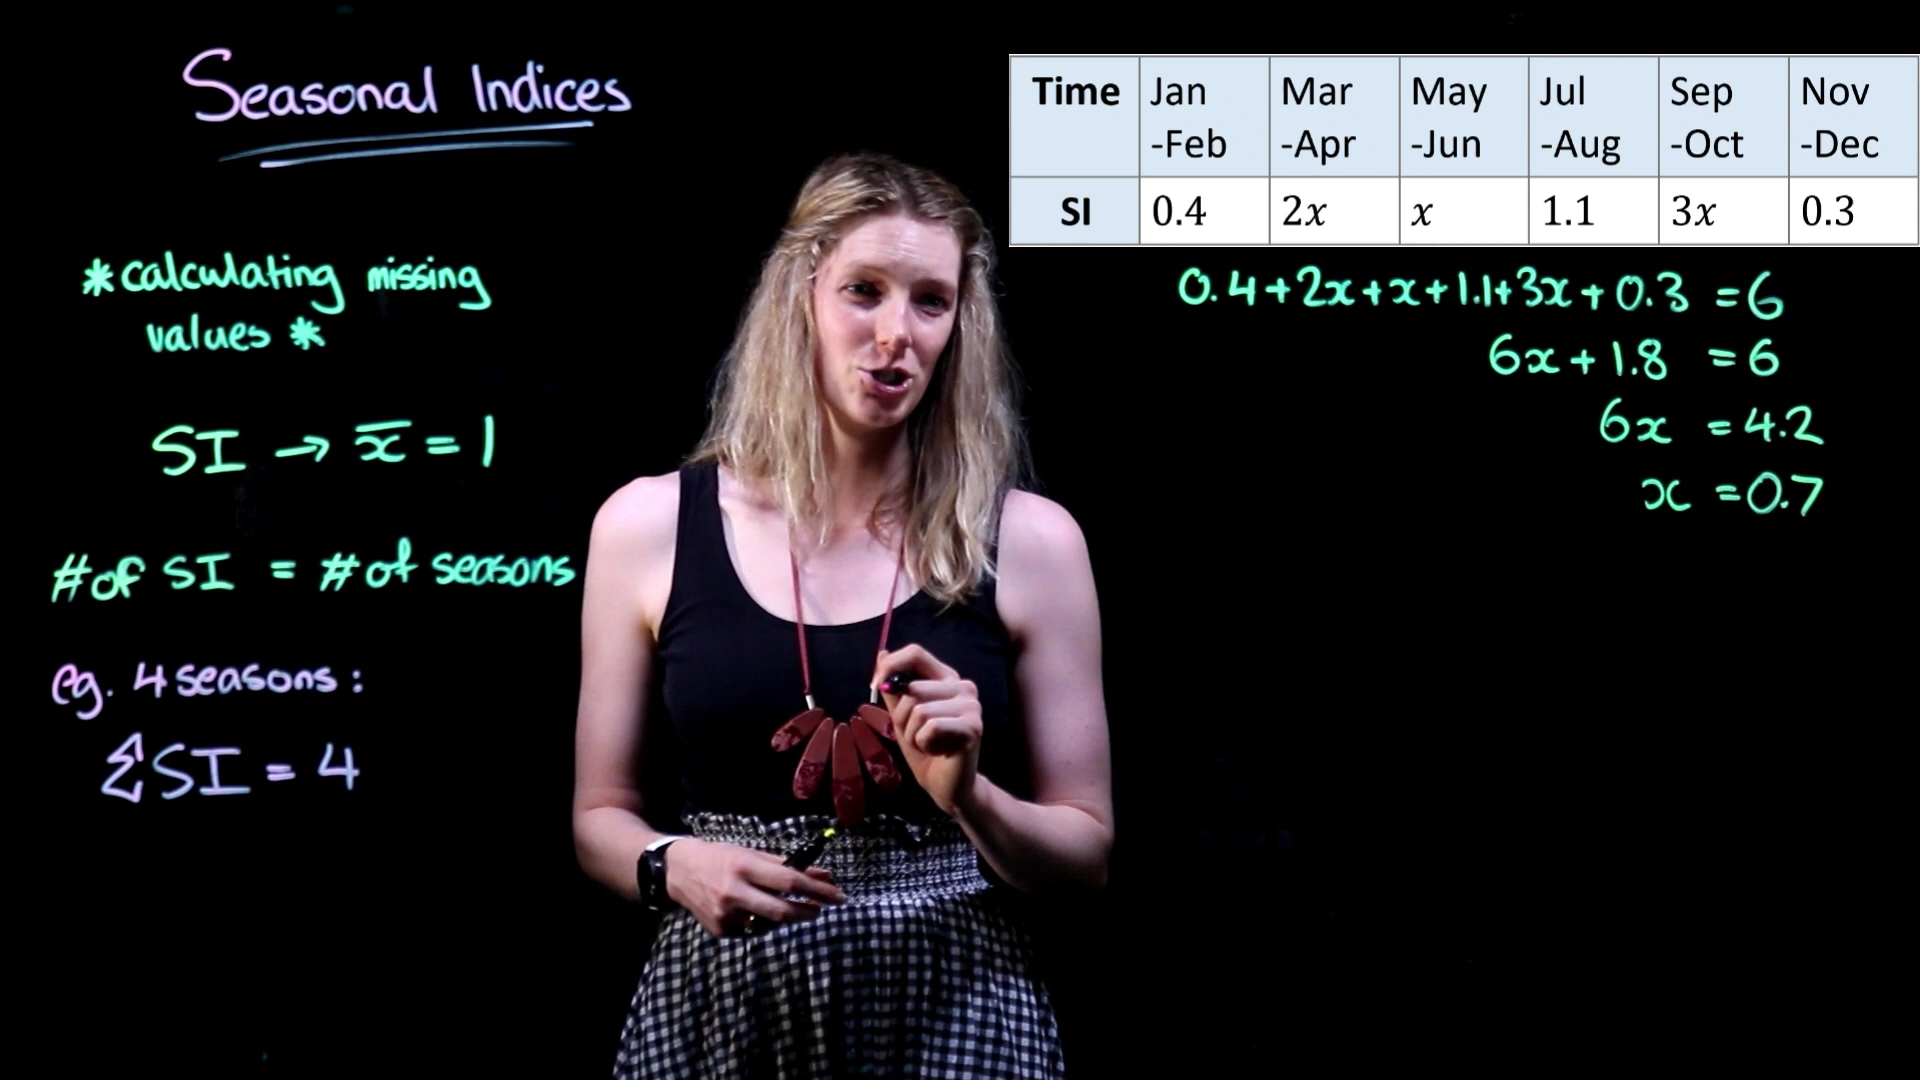 Seasonal Indices
*calculating missing
values*
SI → x̄ = 1
# of SI = # of seasons
eg. 4 seasons:
ΣSI = 4
Time Jan -Feb Mar -Apr May -Jun Jul -Aug Sep -Oct Nov -Dec
SI 0.4 2x x 1.1 3x 0.3
0.4+2x+x+1.1+3x+0.3 = 6
6x + 1.8 = 6
6x = 4.2
x = 0.7